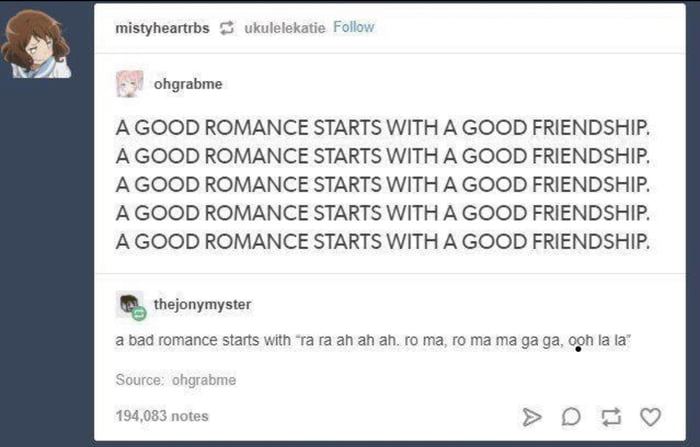 mistyheartrbs ukulelekatie Follow
ohgrabme
A GOOD ROMANCE STARTS WITH A GOOD FRIENDSHIP.
A GOOD ROMANCE STARTS WITH A GOOD FRIENDSHIP.
A GOOD ROMANCE STARTS WITH A GOOD FRIENDSHIP.
A GOOD ROMANCE STARTS WITH A GOOD FRIENDSHIP.
A GOOD ROMANCE STARTS WITH A GOOD FRIENDSHIP.
thejonymyster
a bad romance starts with “ra ra ah ah ah. ro ma, ro ma ma ga ga, ooh la la”
Source: ohgrabme
194,083 notes